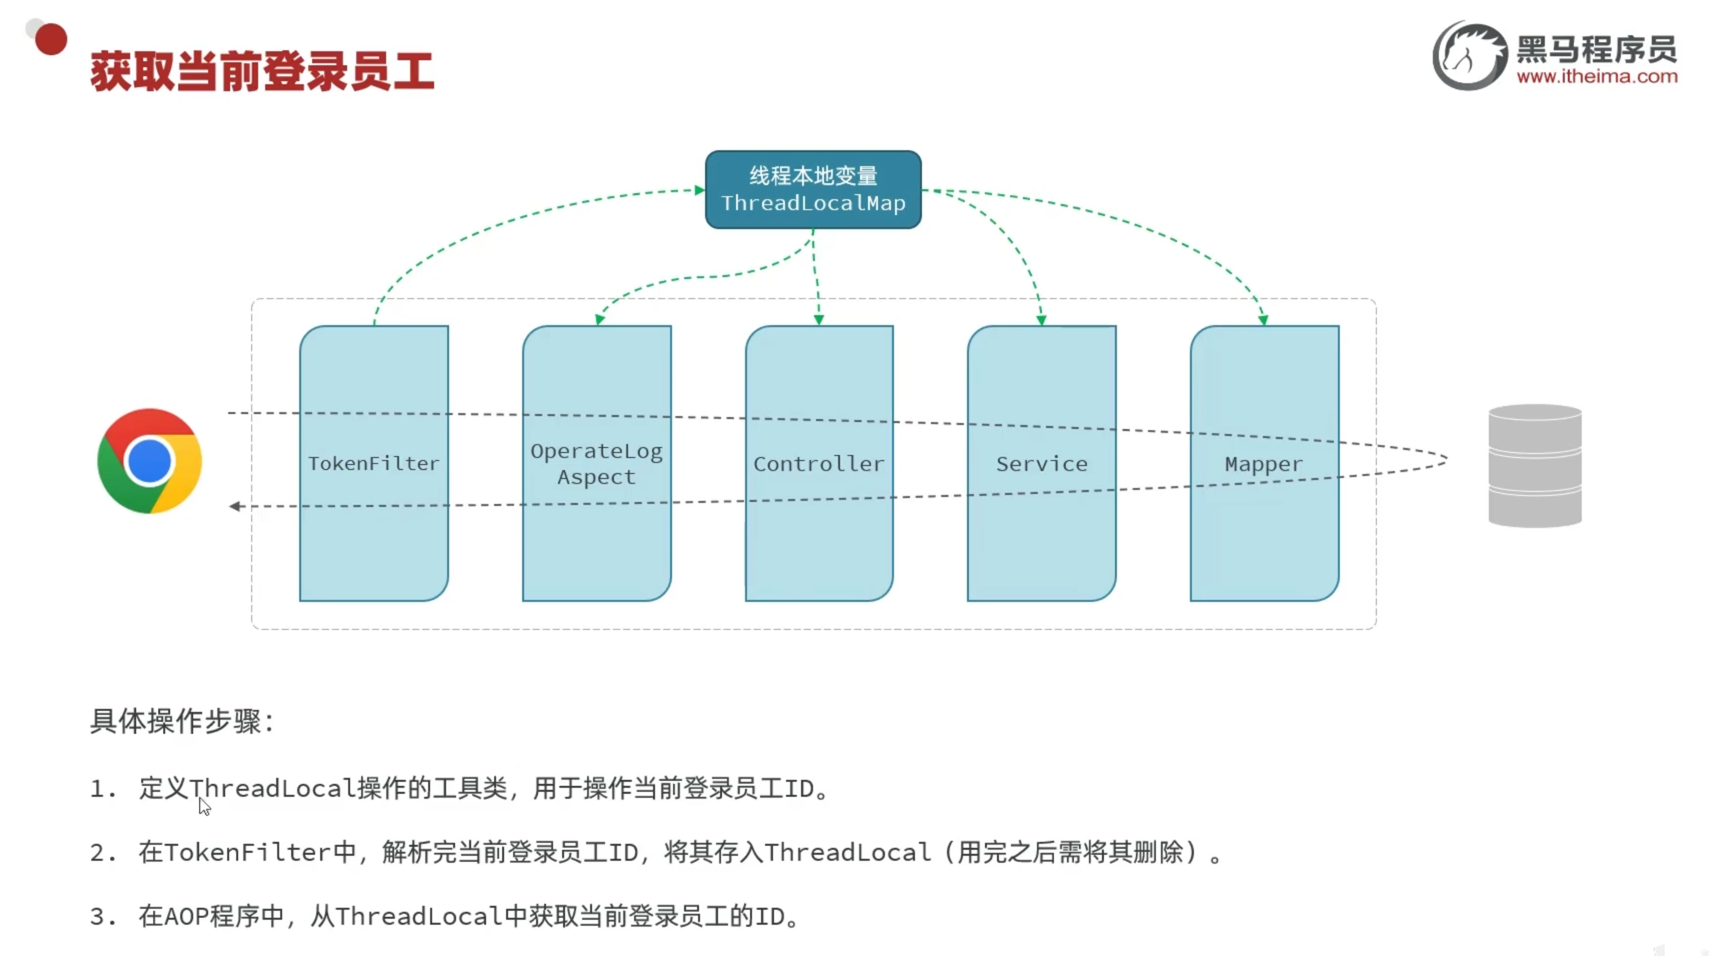 获取当前登录员工
黑马程序员
www.itheima.com
线程本地变量
ThreadLocalMap
TokenFilter
OperateLog
Aspect
Controller
Service
Mapper
具体操作步骤：
1. 定义ThreadLocal操作的工具类，用于操作当前登录员工ID。
2. 在TokenFilter中，解析完当前登录员工ID，将其存入ThreadLocal（用完之后需将其删除）。
3. 在AOP程序中，从ThreadLocal中获取当前登录员工的ID。